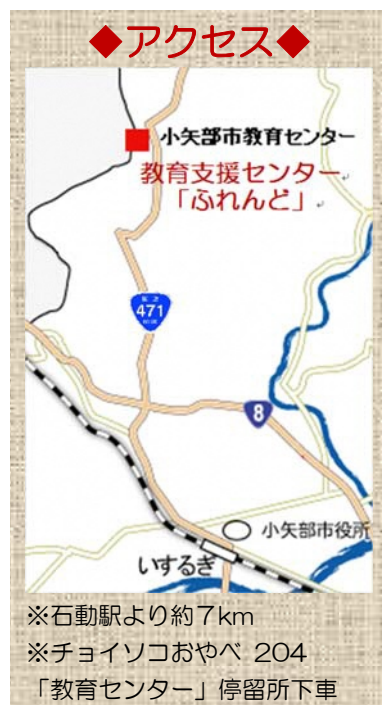 ◆アクセス◆
小矢部市教育センター
教育支援センター
「ふれんど」
471
8
小矢部市役所
いするぎ
※石動駅より約7km
※チョイソコおやべ 204
「教育センター」停留所下車